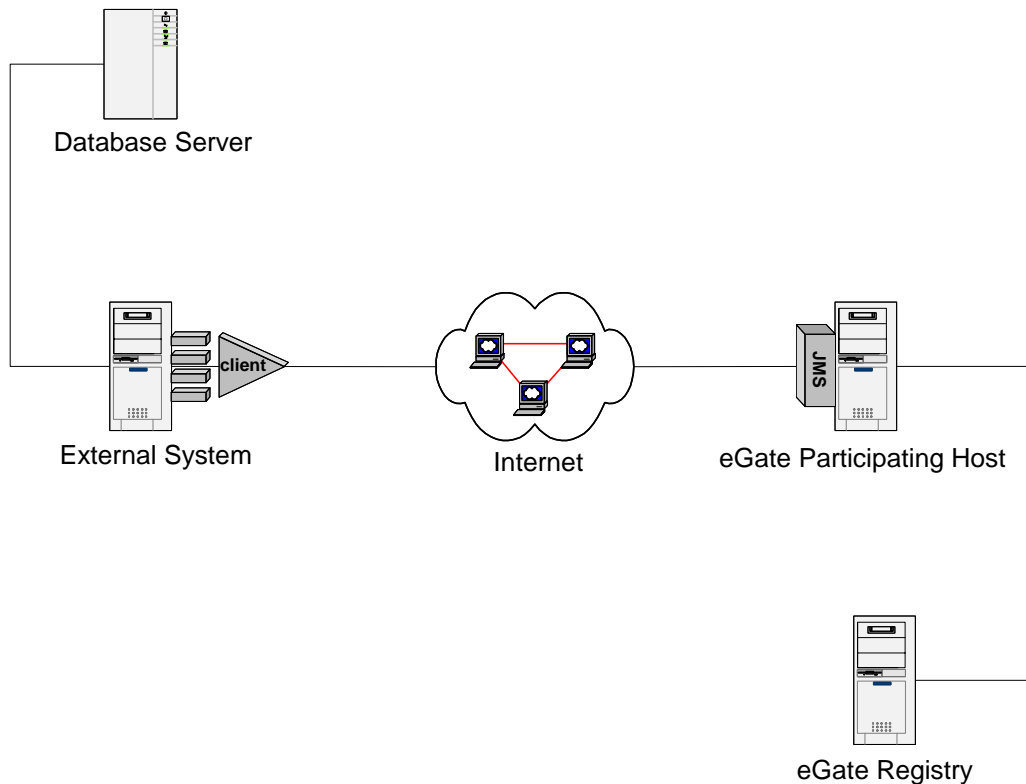 Database Server
client
JMS
External System
Internet
eGate Participating Host
eGate Registry